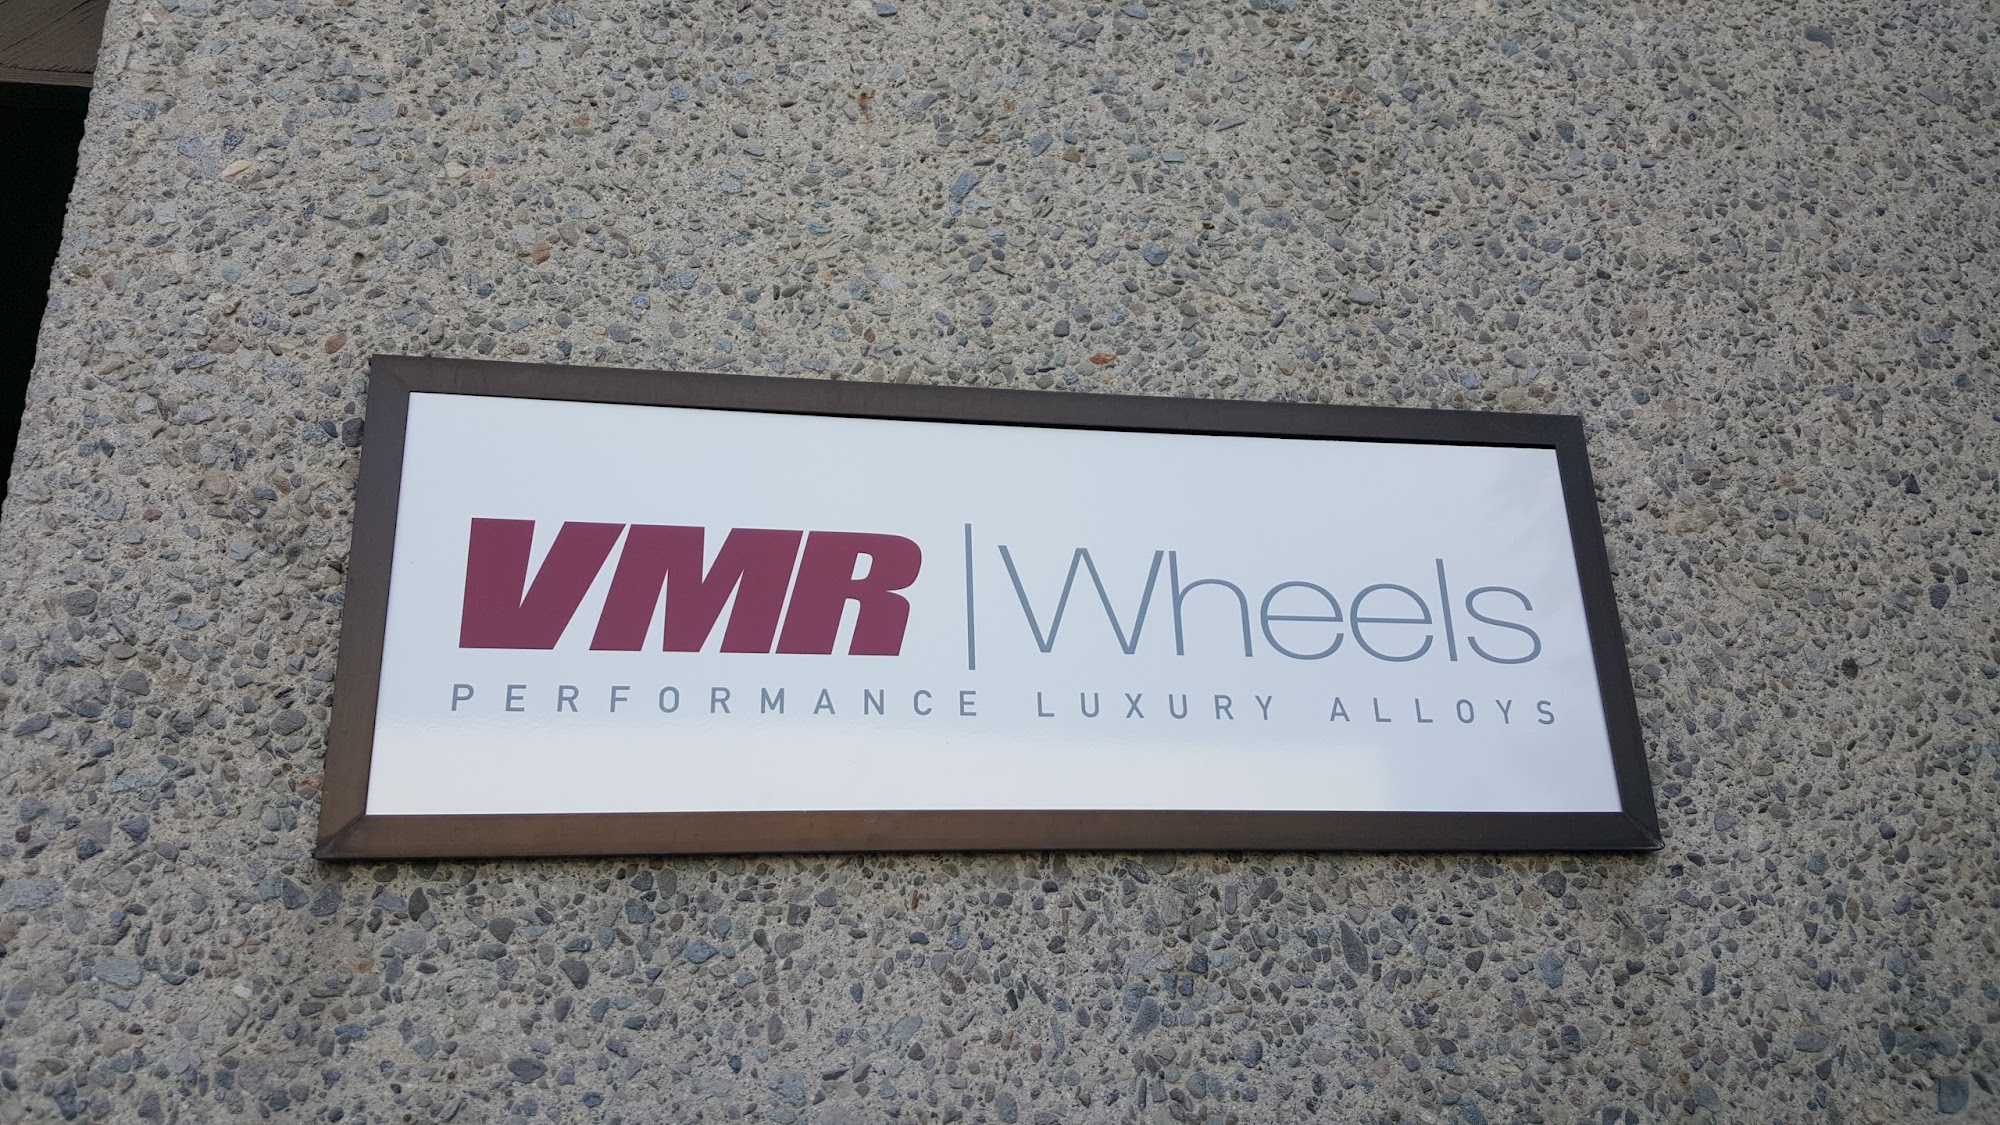 VMR | Wheels
PERFORMANCE LUXURY ALLOYS